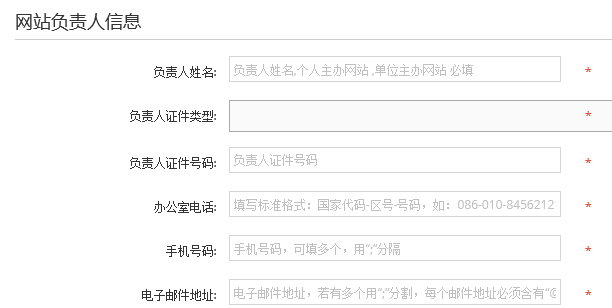 网站负责人信息
负责人姓名: 负责人姓名,个人主办网站 ,单位主办网站 必填 *
负责人证件类型: *
负责人证件号码: 负责人证件号码 *
办公室电话: 填写标准格式：国家代码-区号-号码，如：086-010-8456212 *
手机号码: 手机号码，可填多个，用“;”分隔 *
电子邮件地址: 电子邮件地址，若有多个用“;”分割，每个邮件地址必须含有“@ *